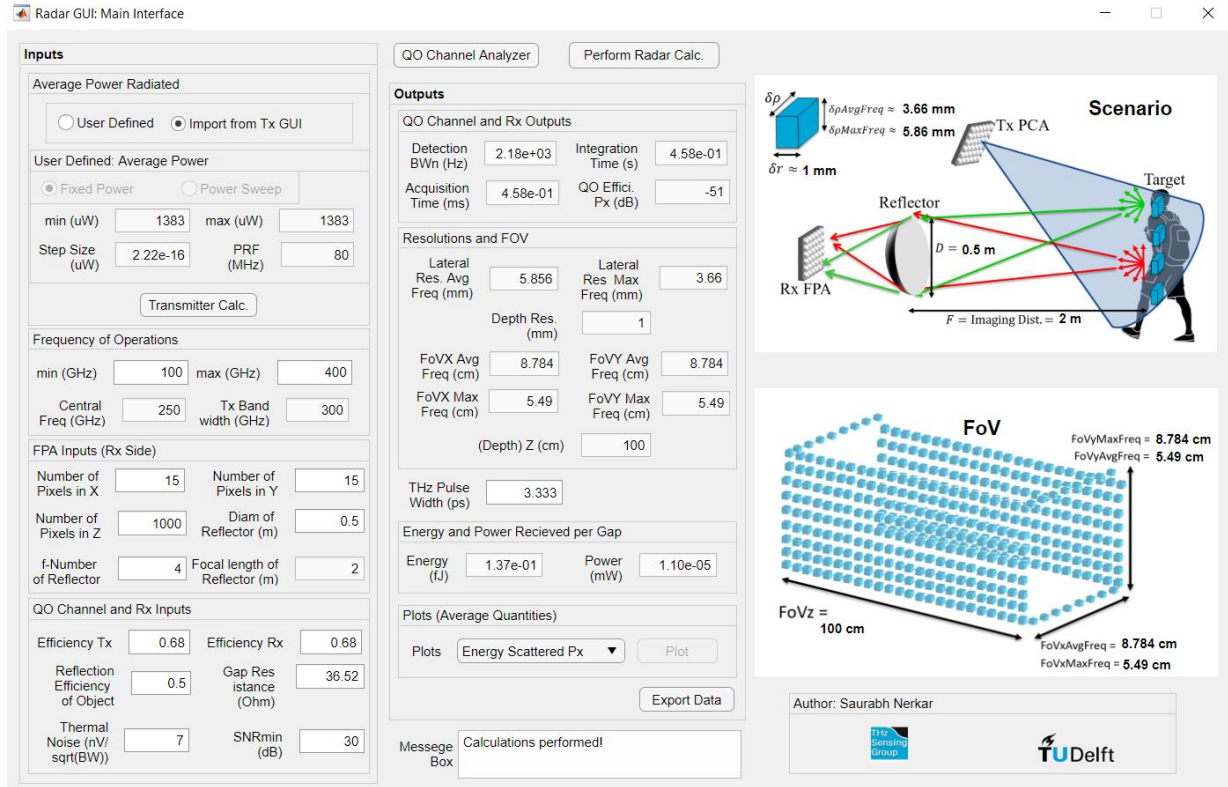 Radar GUI: Main Interface
Inputs
Average Power Radiated
User Defined Import from Tx GUI
User Defined: Average Power
Fixed Power Power Sweep
min (uW) 1383 max (uW) 1383
Step Size (uW) 2.22e-16 PRF (MHz) 80
Transmitter Calc.
Frequency of Operations
min (GHz) 100 max (GHz) 400
Central Freq (GHz) 250 Tx Band width (GHz) 300
FPA Inputs (Rx Side)
Number of Pixels in X 15 Number of Pixels in Y 15
Number of Pixels in Z 1000 Diam of Reflector (m) 0.5
f-Number of Reflector 4 Focal length of Reflector (m) 2
QO Channel and Rx Inputs
Efficiency Tx 0.68 Efficiency Rx 0.68
Reflection Efficiency of Object 0.5 Gap Res istance (Ohm) 36.52
Thermal Noise (nV/ sqrt(BW)) 7 SNRmin (dB) 30
QO Channel Analyzer Perform Radar Calc.
Outputs
QO Channel and Rx Outputs
Detection BWn (Hz) 2.18e+03 Integration Time (s) 4.58e-01
Acquisition Time (ms) 4.58e-01 QO Effici. Px (dB) -51
Resolutions and FOV
Lateral Res. Avg Freq (mm) 5.856 Lateral Res Max Freq (mm) 3.66
Depth Res. (mm) 1
FoVX Avg Freq (cm) 8.784 FoVY Avg Freq (cm) 8.784
FoVX Max Freq (cm) 5.49 FoVY Max Freq (cm) 5.49
(Depth) Z (cm) 100
THz Pulse Width (ps) 3.333
Energy and Power Recieved per Gap
Energy (fJ) 1.37e-01 Power (mW) 1.10e-05
Plots (Average Quantities)
Plots Energy Scattered Px Plot
Export Data
Messege Box Calculations performed!
Scenario
δρ
δρAvgFreq ≈ 3.66 mm
δρMaxFreq ≈ 5.86 mm
δr ≈ 1 mm
Tx PCA
Target
Reflector
D = 0.5 m
Rx FPA
F = Imaging Dist. = 2 m
FoV
FoVyMaxFreq = 8.784 cm
FoVyAvgFreq = 5.49 cm
FoVz =
100 cm
FoVxAvgFreq = 8.784 cm
FoVxMaxFreq = 5.49 cm
Author: Saurabh Nerkar
THz
Sensing
Group
TUDelft